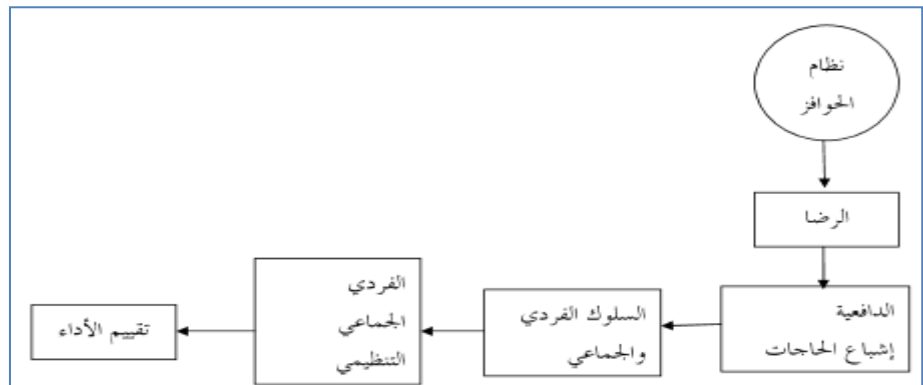 نظام
الحوافز
الرضا
الدافعية
إشباع الحاجات
السلوك الفردي
والجماعي
الفردي
الجماعي
التنظيمي
تقييم الأداء